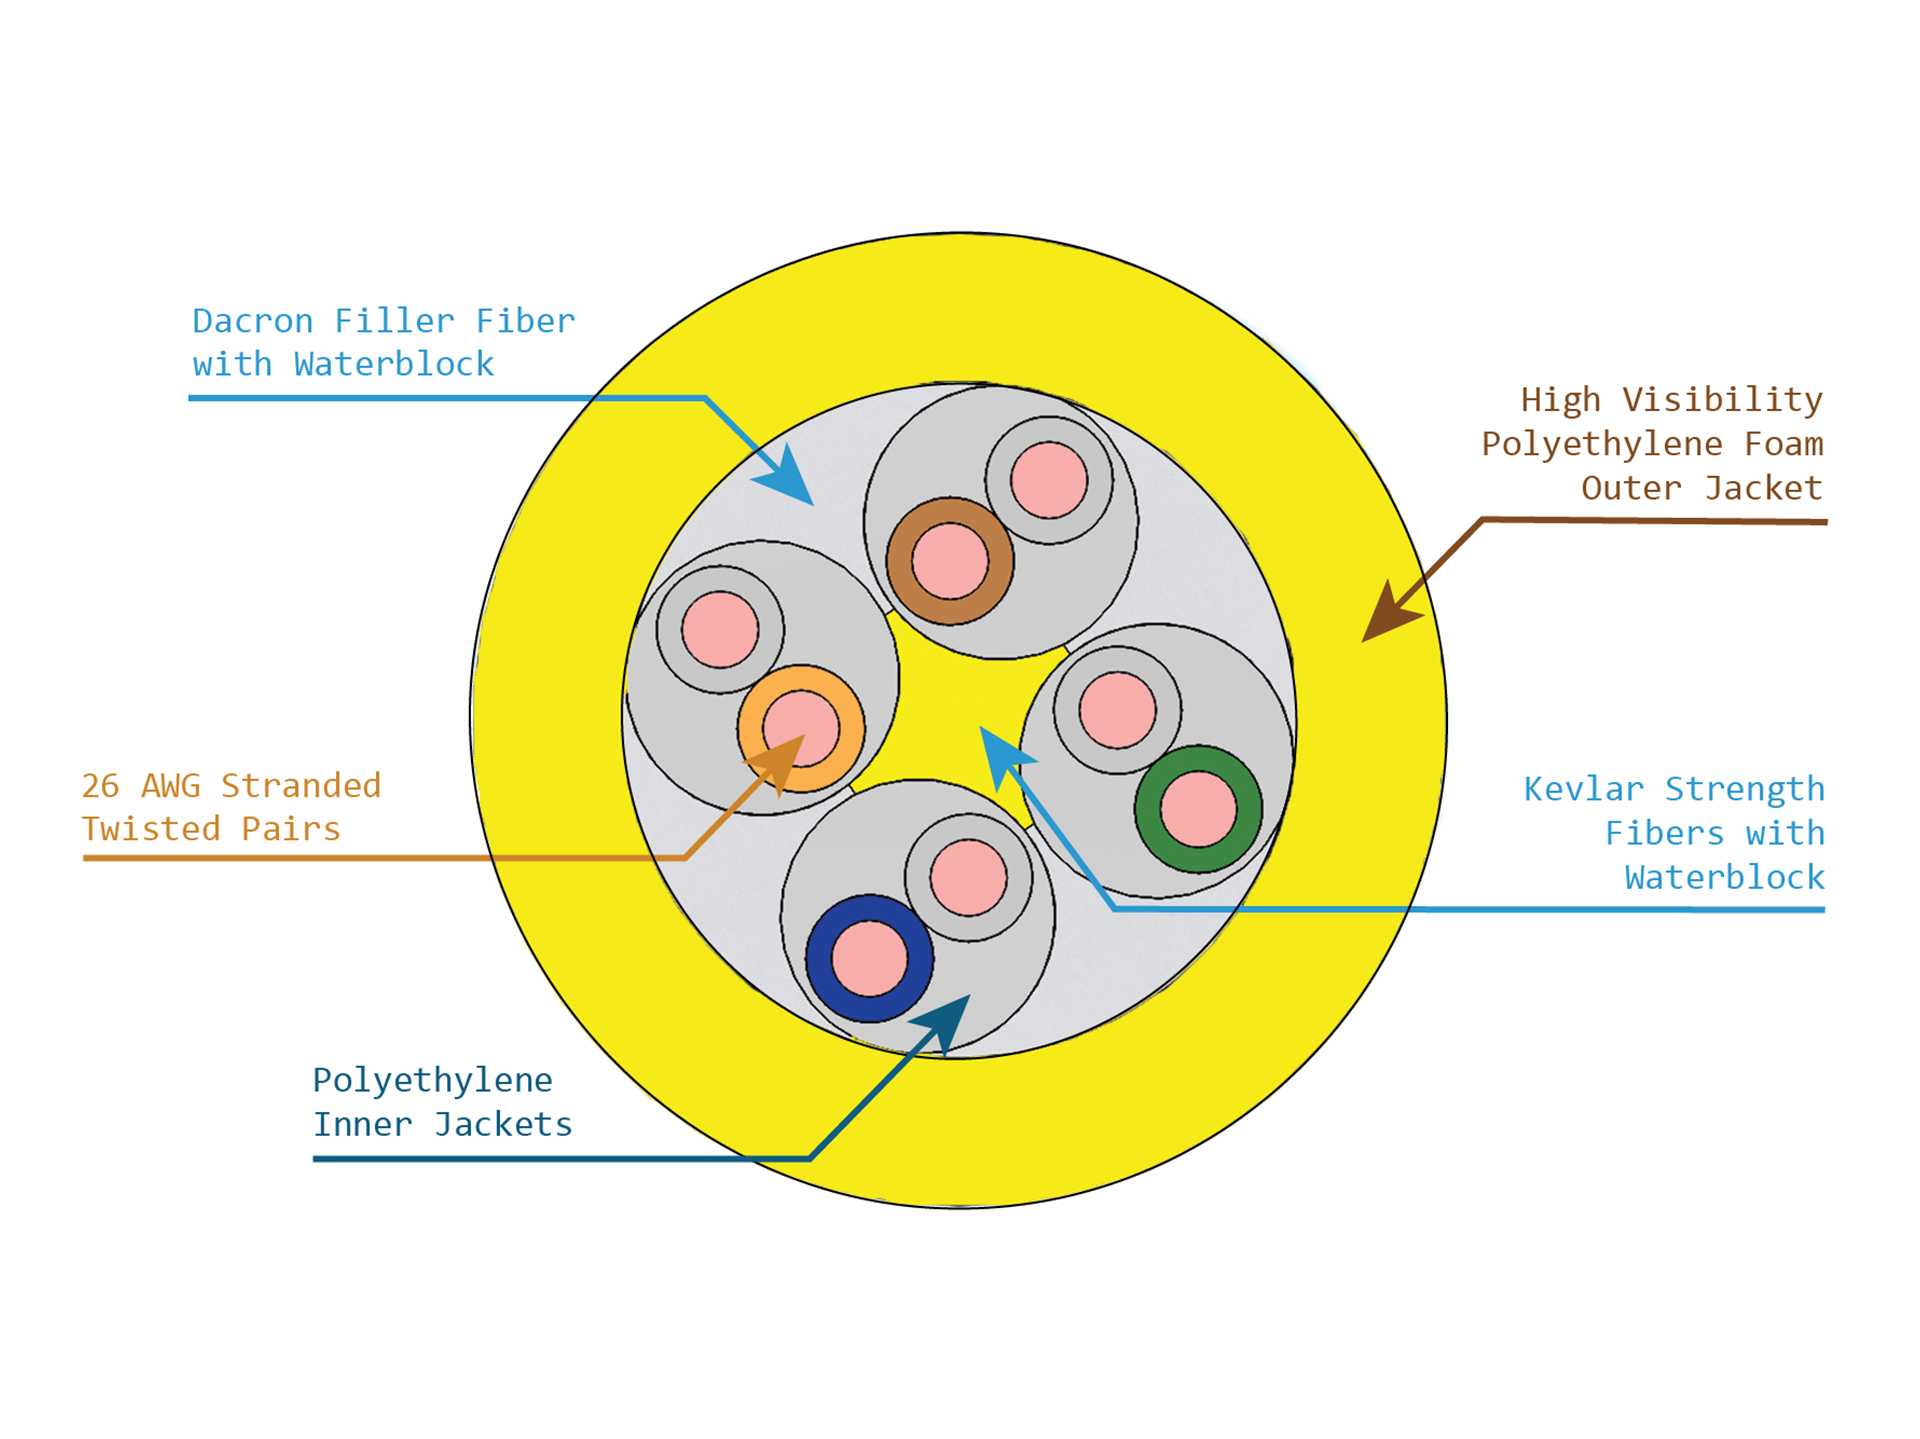 Dacron Filler Fiber
with Waterblock
High Visibility
Polyethylene Foam
Outer Jacket
26 AWG Stranded
Twisted Pairs
Kevlar Strength
Fibers with
Waterblock
Polyethylene
Inner Jackets